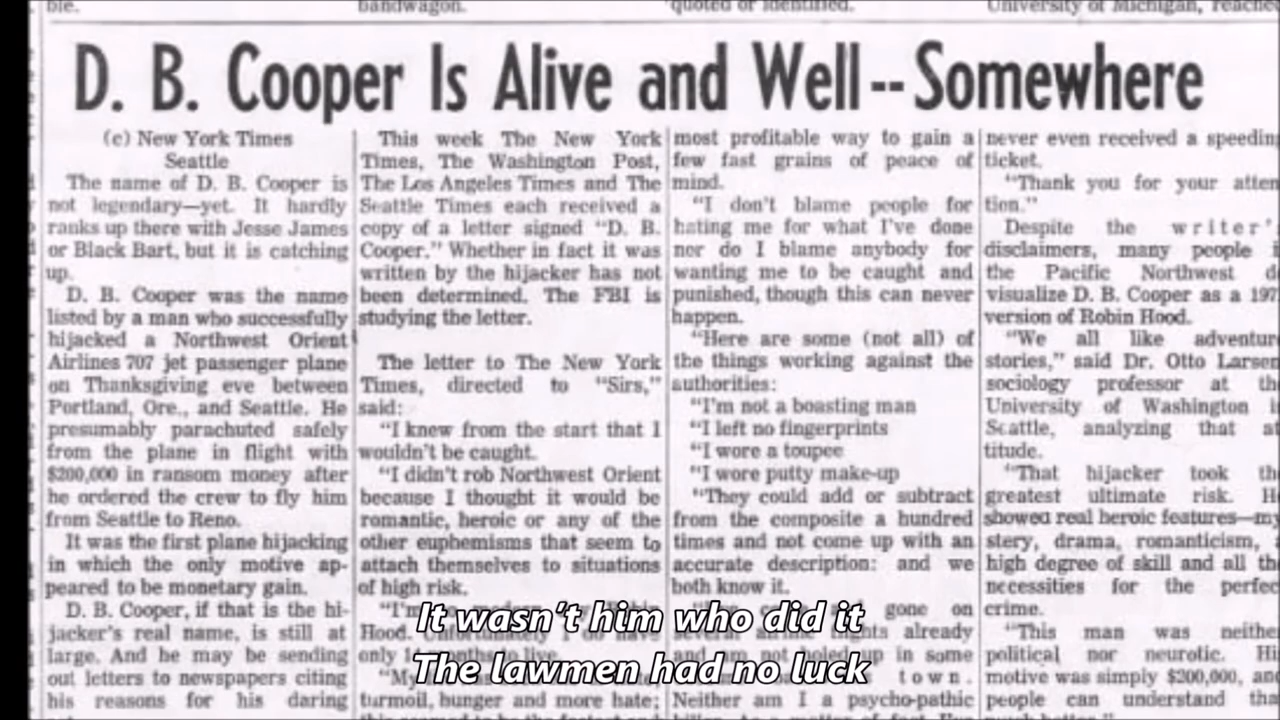 ble.
bandwagon.
quoted or identified.
University of Michigan, reache
D. B. Cooper Is Alive and Well -- Somewhere
(c) New York Times
Seattle
The name of D. B. Cooper is
not legendary—yet. It hardly
ranks up there with Jesse James
or Black Bart, but it is catching
up.
D. B. Cooper was the name
listed by a man who successfully
hijacked a Northwest Orient
Airlines 707 jet passenger plane
on Thanksgiving eve between
Portland, Ore., and Seattle. He
presumably parachuted safely
from the plane in flight with
$200,000 in ransom money after
he ordered the crew to fly him
from Seattle to Reno.
It was the first plane hijacking
in which the only motive ap-
peared to be monetary gain.
D. B. Cooper, if that is the hi-
jacker's real name, is still at
large. And he may be sending
out letters to newspapers citing
his reasons for his daring
This week The New York
Times, The Washington Post,
The Los Angeles Times and The
Seattle Times each received a
copy of a letter signed "D. B.
Cooper." Whether in fact it was
written by the hijacker has not
been determined. The FBI is
studying the letter.
The letter to The New York
Times, directed to "Sirs,"
said:
"I knew from the start that I
wouldn't be caught.
"I didn't rob Northwest Orient
because I thought it would be
romantic, heroic or any of the
other euphemisms that seem to
attach themselves to situations
of high risk.
"I'm
Hood. Unfortunately I do have
only 14 months to live.
"My
turmoil, hunger and more hate;
most profitable way to gain a
few fast grains of peace of
mind.
"I don't blame people for
hating me for what I've done
nor do I blame anybody for
wanting me to be caught and
punished, though this can never
happen.
"Here are some (not all) of
the things working against the
authorities:
"I'm not a boasting man
"I left no fingerprints
"I wore a toupee
"I wore putty make-up
"They could add or subtract
from the composite a hundred
times and not come up with an
accurate description: and we
both know it.
gone on
several airline flights already
and am not holed up in some
town.
Neither am I a psycho-pathic
never even received a speedin
ticket.
"Thank you for your atten
tion."
Despite the writer'
disclaimers, many people i
the Pacific Northwest d
visualize D. B. Cooper as a 197
version of Robin Hood.
"We all like adventur
stories," said Dr. Otto Larsen
sociology professor at th
University of Washington i
Seattle, analyzing that at
titude.
"That hijacker took th
greatest ultimate risk. H
showed real heroic features—my
stery, drama, romanticism,
high degree of skill and all th
necessities for the perfec
crime.
"This man was neithe
political nor neurotic. Hi
motive was simply $200,000, and
people can understand tha
It wasn't him who did it
The lawmen had no luck